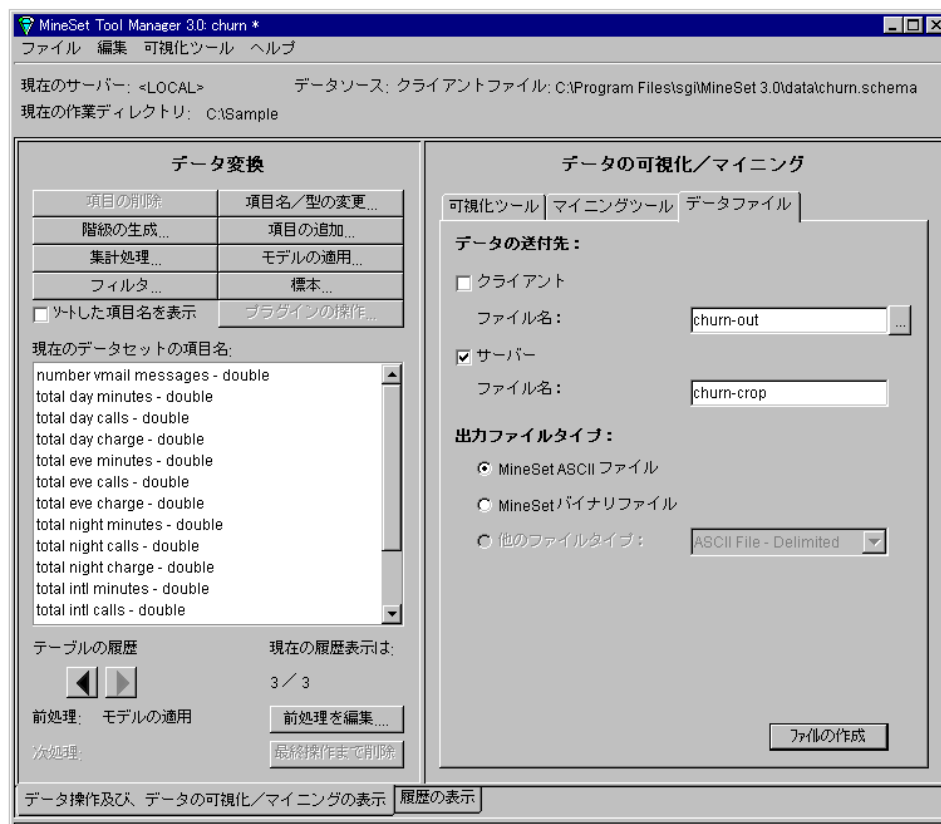 MineSet Tool Manager 3.0: churn *
ファイル 編集 可視化ツール ヘルプ
現在のサーバー: <LOCAL> データソース: クライアントファイル: C:\Program Files\sgi\MineSet 3.0\data\churn.schema
現在の作業ディレクトリ: C:\Sample
データ変換
項目の削除 項目名／型の変更...
階級の生成... 項目の追加...
集計処理... モデルの適用...
フィルタ... 標本...
ソートした項目名を表示 プラグインの操作...
現在のデータセットの項目名:
number vmail messages - double
total day minutes - double
total day calls - double
total day charge - double
total eve minutes - double
total eve calls - double
total eve charge - double
total night minutes - double
total night calls - double
total night charge - double
total intl minutes - double
total intl calls - double
テーブルの履歴 現在の履歴表示は:
3 ／ 3
前処理: モデルの適用 前処理を編集....
次処理: 最終操作まで削除
データの可視化／マイニング
可視化ツール マイニングツール データファイル
データの送付先：
クライアント
ファイル名： churn-out ...
サーバー
ファイル名： churn-crop
出力ファイルタイプ：
MineSet ASCII ファイル
MineSet バイナリファイル
他のファイルタイプ： ASCII File - Delimited
ファイルの作成
データ操作及び、データの可視化／マイニングの表示 履歴の表示